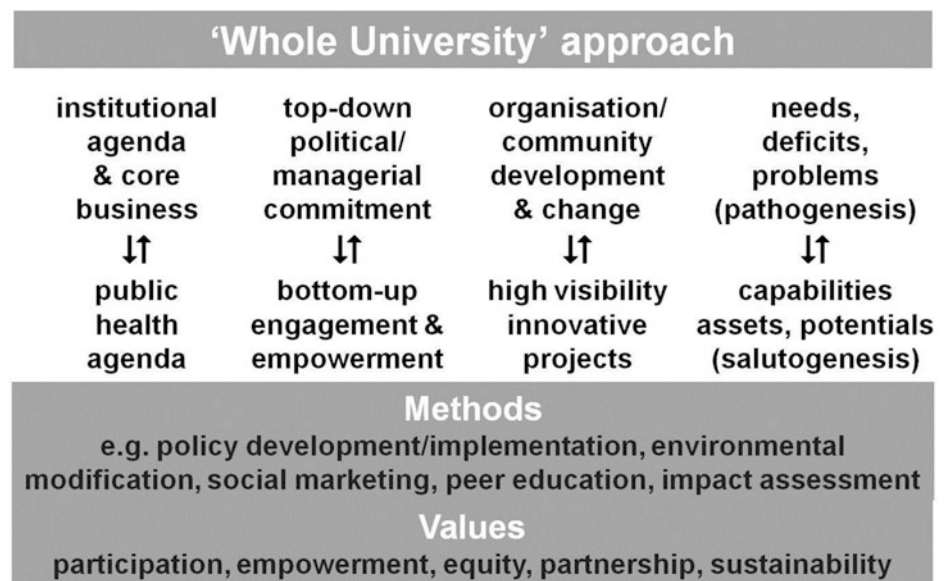 ‘Whole University’ approach
institutional
agenda
& core
business
↓↑
public
health
agenda
top-down
political/
managerial
commitment
↓↑
bottom-up
engagement &
empowerment
organisation/
community
development
& change
↓↑
high visibility
innovative
projects
needs,
deficits,
problems
(pathogenesis)
↓↑
capabilities
assets, potentials
(salutogenesis)
Methods
e.g. policy development/implementation, environmental
modification, social marketing, peer education, impact assessment
Values
participation, empowerment, equity, partnership, sustainability